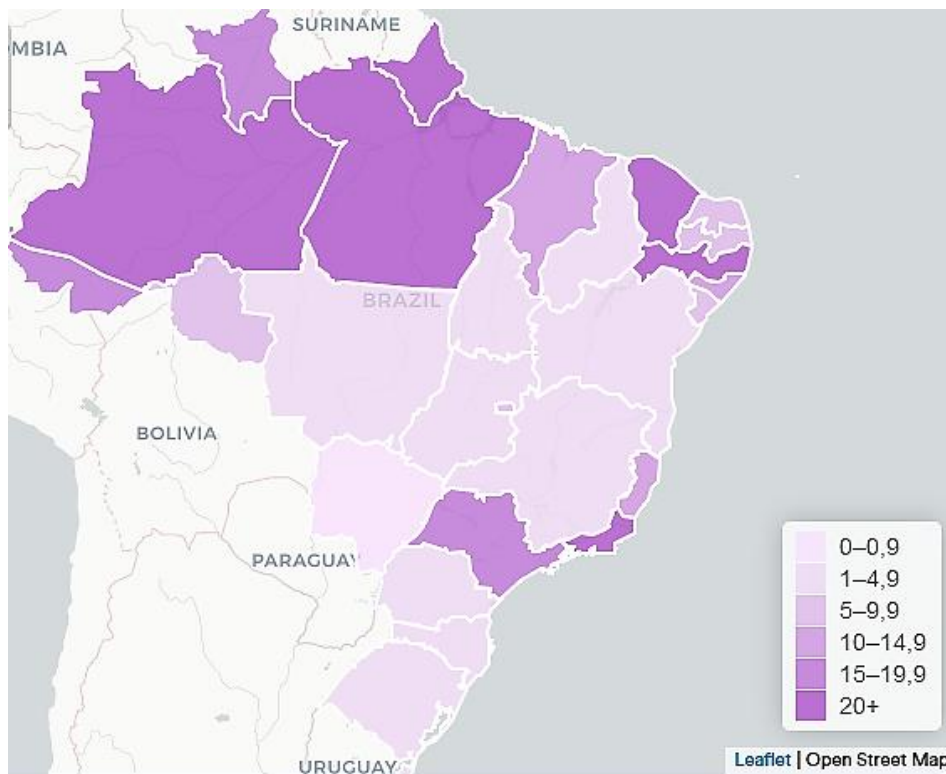 SURINAME
OMBIA
BRAZIL
BOLIVIA
PARAGUAY
URUGUAY
0–0,9
1–4,9
5–9,9
10–14,9
15–19,9
20+
Leaflet | Open Street Map